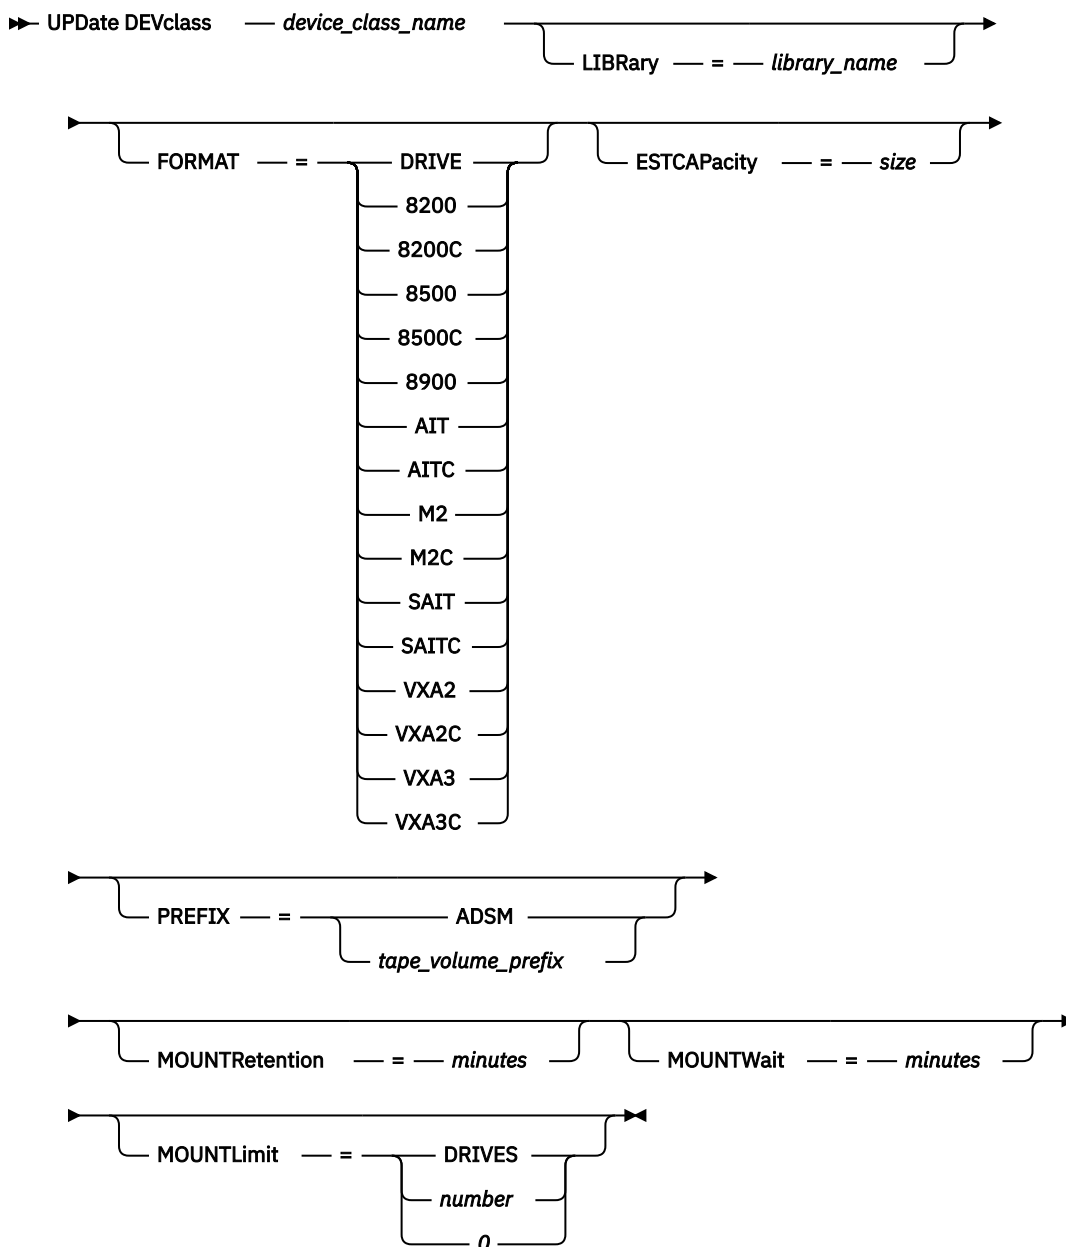 UPDate DEVclass device_class_name
LIBRary = library_name
FORMAT = DRIVE ESTCAPacity = size
8200
8200C
8500
8500C
8900
AIT
AITC
M2
M2C
SAIT
SAITC
VXA2
VXA2C
VXA3
VXA3C
PREFIX = ADSM
tape_volume_prefix
MOUNTRetention = minutes MOUNTWait = minutes
MOUNTLimit = DRIVES
number
0